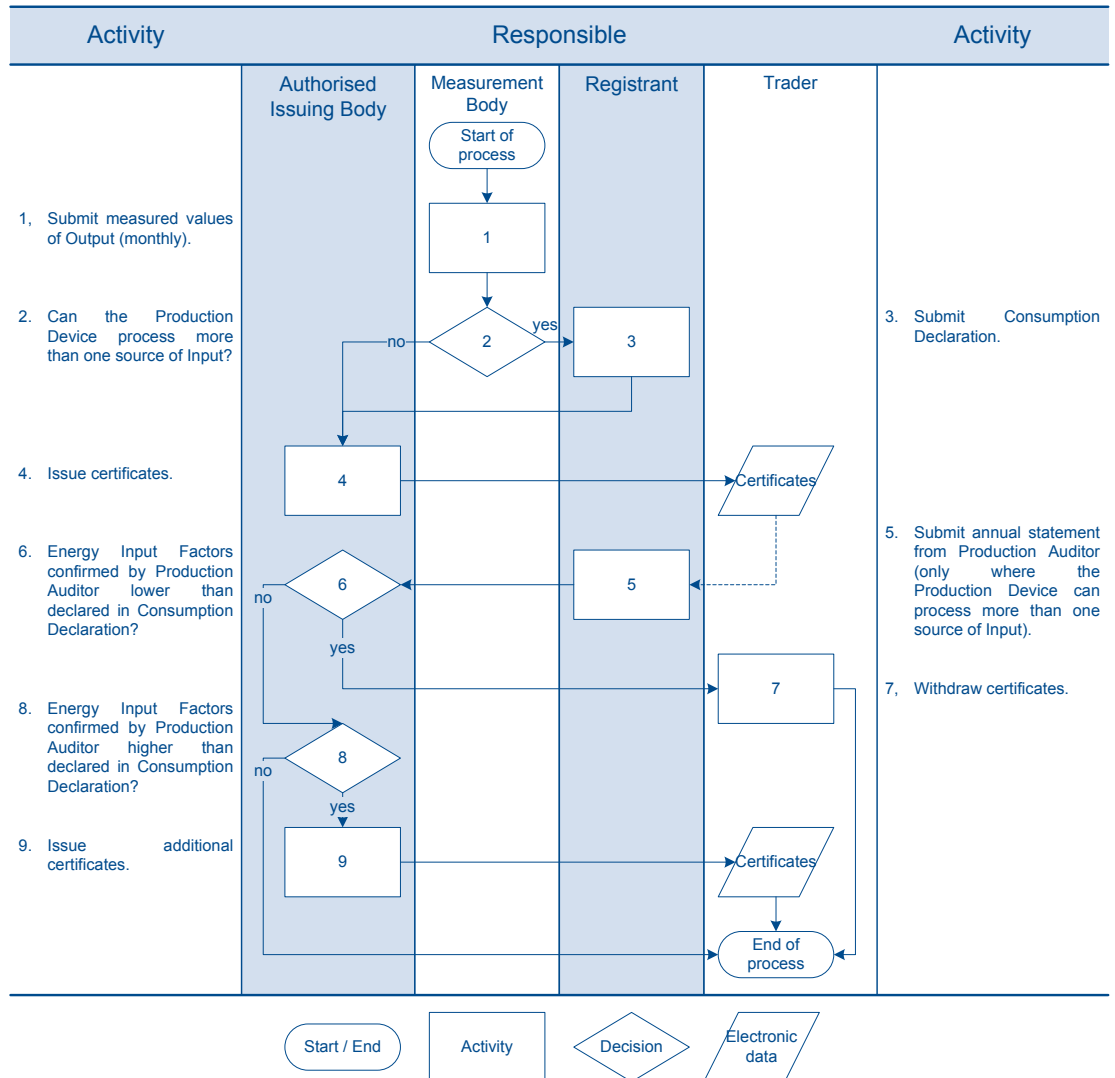 Activity
Responsible
Activity
Authorised
Issuing Body
Measurement
Body
Registrant
Trader
Start of
process
1, Submit measured values
of Output (monthly).
1
2. Can the Production
Device process more
than one source of Input?
no
2
yes
3
3. Submit Consumption
Declaration.
4. Issue certificates.
4
Certificates
6. Energy Input Factors
confirmed by Production
Auditor lower than
declared in Consumption
Declaration?
no
6
yes
5
5. Submit annual statement
from Production Auditor
(only where the
Production Device can
process more than one
source of Input).
7
7, Withdraw certificates.
8. Energy Input Factors
confirmed by Production
Auditor higher than
declared in Consumption
Declaration?
no
8
yes
9. Issue additional
certificates.
9
Certificates
End of
process
Start / End
Activity
Decision
Electronic
data